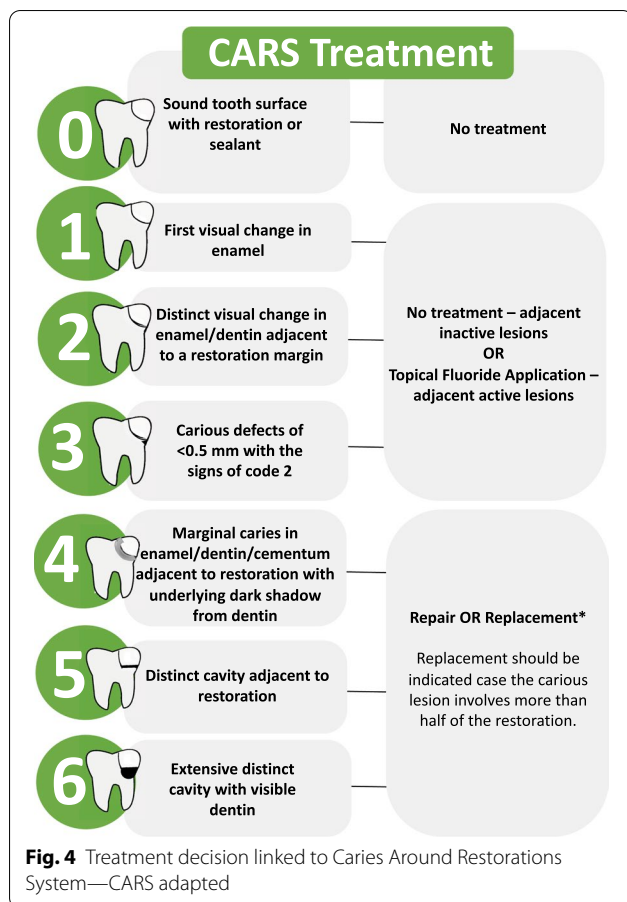 CARS Treatment
0
Sound tooth surface
with restoration or
sealant
No treatment
1
First visual change in
enamel
2
Distinct visual change in
enamel/dentin adjacent
to a restoration margin
3
Carious defects of
<0.5 mm with the
signs of code 2
No treatment – adjacent
inactive lesions
OR
Topical Fluoride Application –
adjacent active lesions
4
Marginal caries in
enamel/dentin/cementum
adjacent to restoration with
underlying dark shadow
from dentin
5
Distinct cavity adjacent to
restoration
6
Extensive distinct
cavity with visible
dentin
Repair OR Replacement*
Replacement should be
indicated case the carious
lesion involves more than
half of the restoration.
Fig. 4 Treatment decision linked to Caries Around Restorations
System—CARS adapted